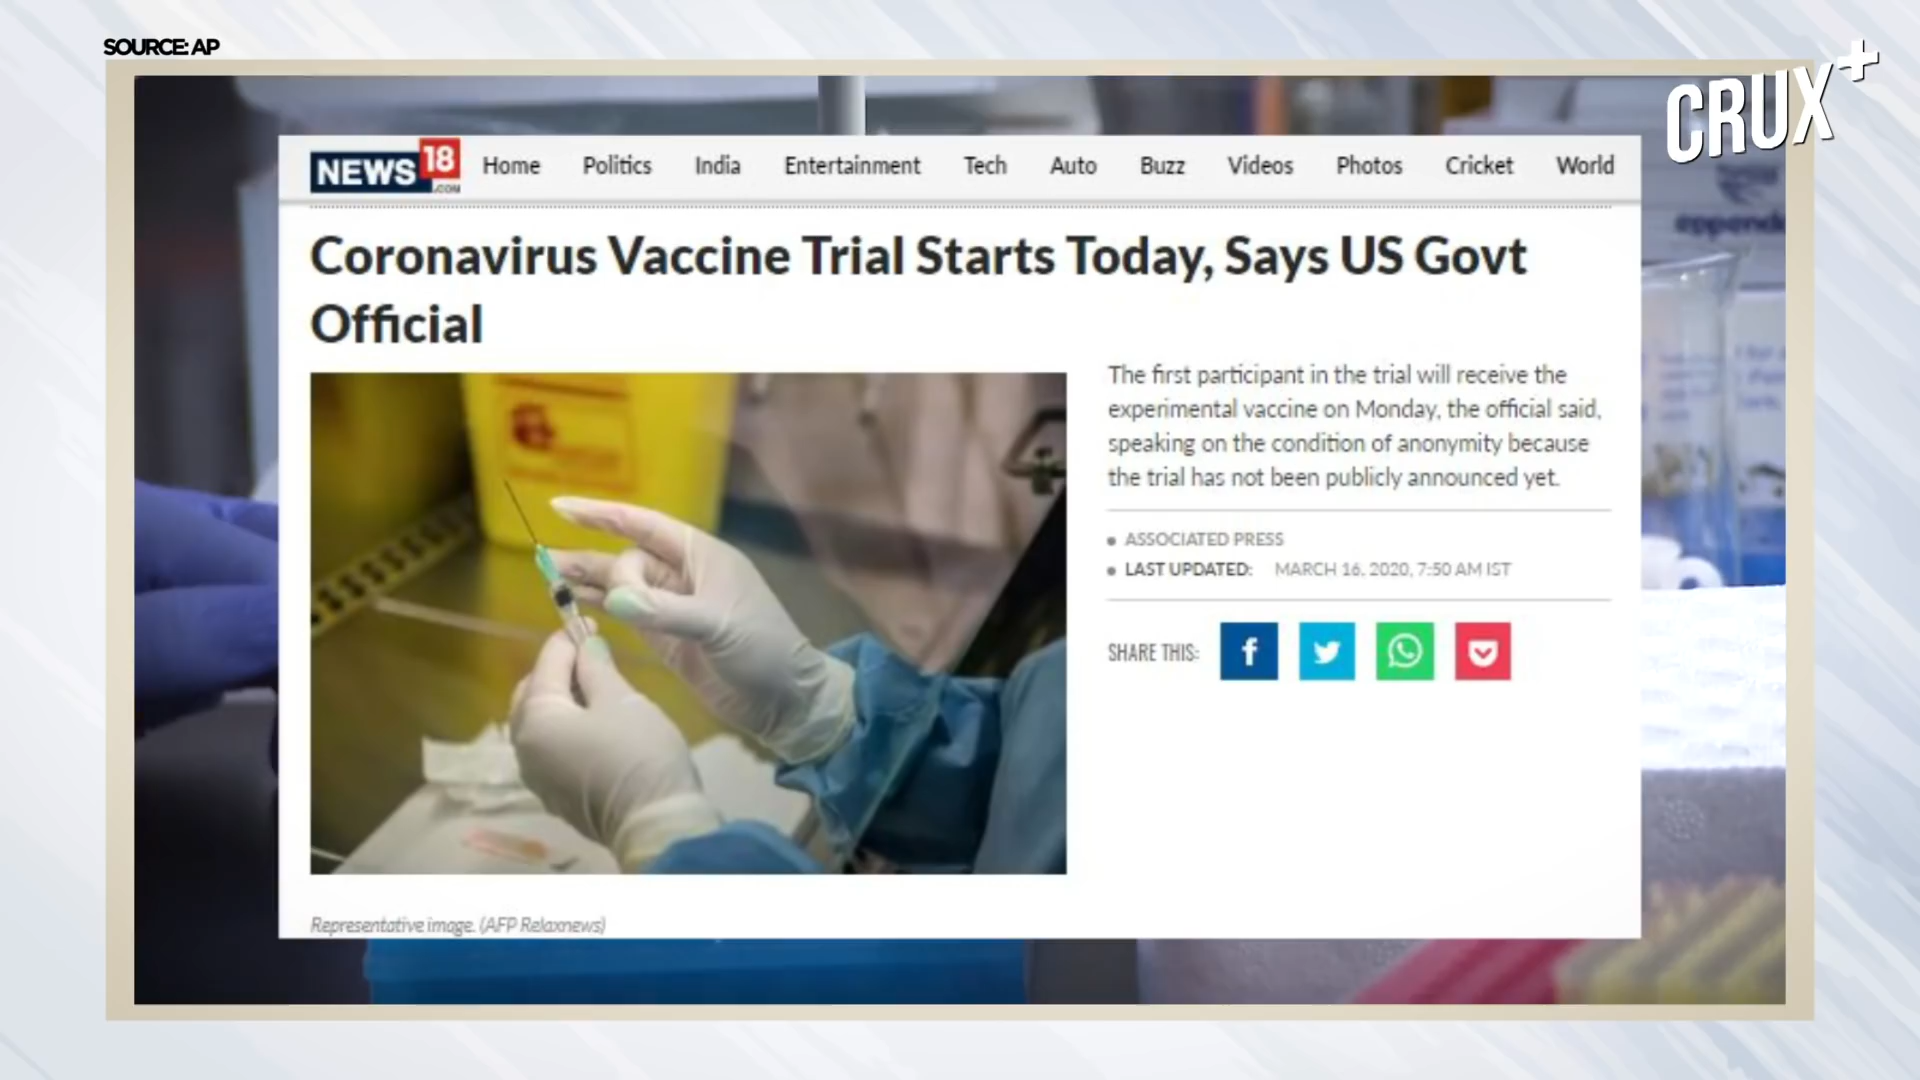 SOURCE: AP
CRUX+
NEWS 18 .COM Home Politics India Entertainment Tech Auto Buzz Videos Photos Cricket World
Coronavirus Vaccine Trial Starts Today, Says US Govt
Official
The first participant in the trial will receive the
experimental vaccine on Monday, the official said,
speaking on the condition of anonymity because
the trial has not been publicly announced yet.
ASSOCIATED PRESS
LAST UPDATED: MARCH 16, 2020, 7:50 AM IST
SHARE THIS:
Representative image. (AFP Relaxnews)